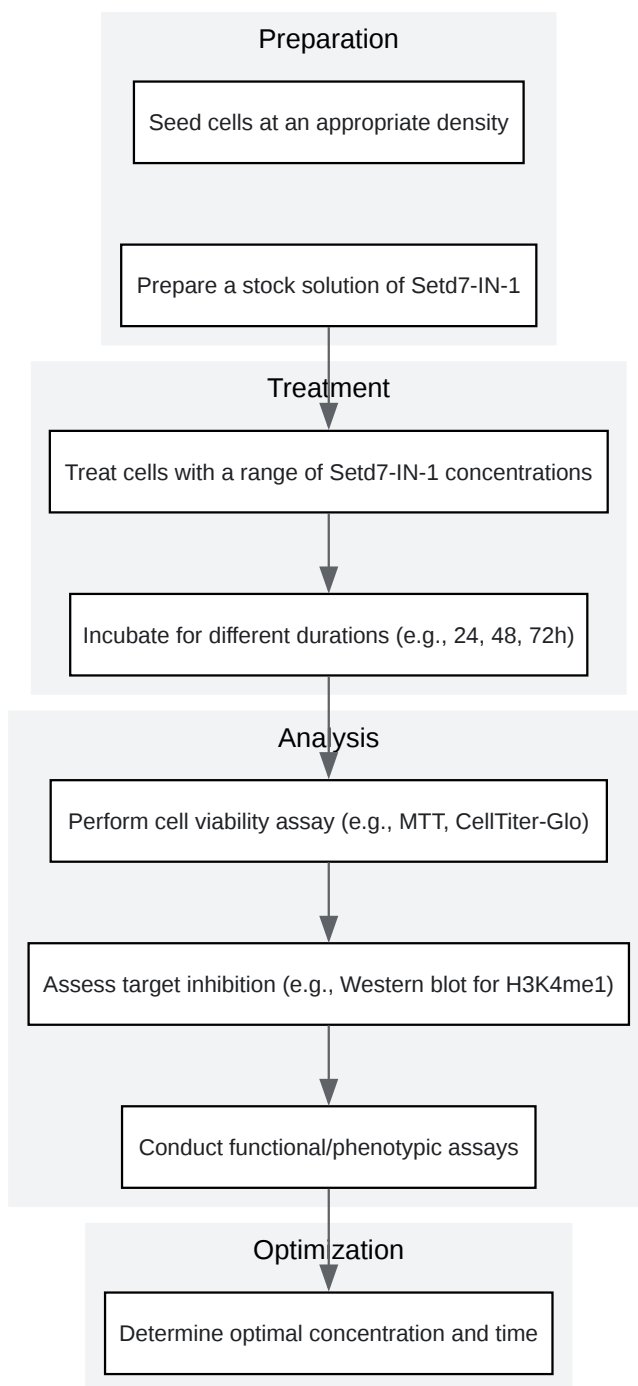 Preparation
Seed cells at an appropriate density
Prepare a stock solution of Setd7-IN-1
Treatment
Treat cells with a range of Setd7-IN-1 concentrations
Incubate for different durations (e.g., 24, 48, 72h)
Analysis
Perform cell viability assay (e.g., MTT, CellTiter-Glo)
Assess target inhibition (e.g., Western blot for H3K4me1)
Conduct functional/phenotypic assays
Optimization
Determine optimal concentration and time